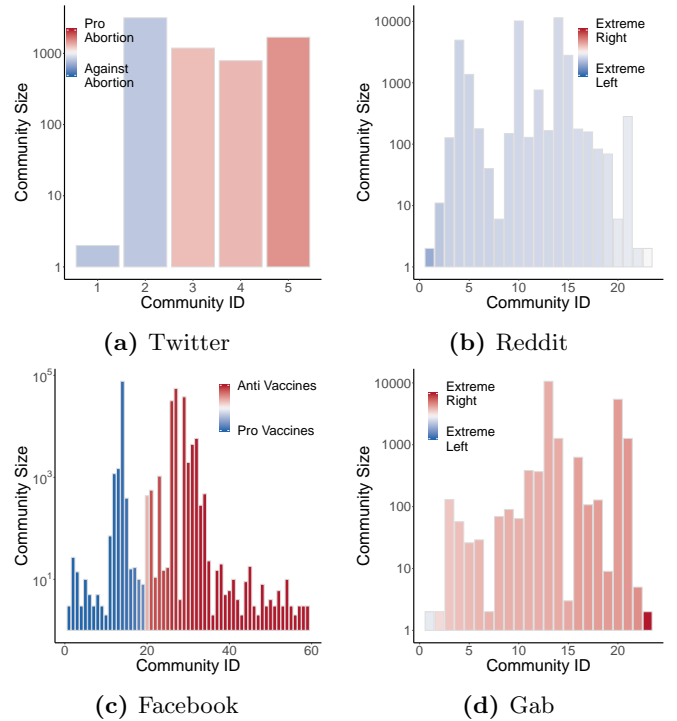 Pro
Abortion
Against
Abortion
1000
100
10
1
Community Size
1 2 3 4 5
Community ID
(a) Twitter
Extreme
Right
Extreme
Left
10000
1000
100
10
1
Community Size
0 5 10 15 20
Community ID
(b) Reddit
Anti Vaccines
Pro Vaccines
10^5
10^3
10^1
Community Size
0 20 40 60
Community ID
(c) Facebook
Extreme
Right
Extreme
Left
10000
1000
100
10
1
Community Size
0 5 10 15 20
Community ID
(d) Gab